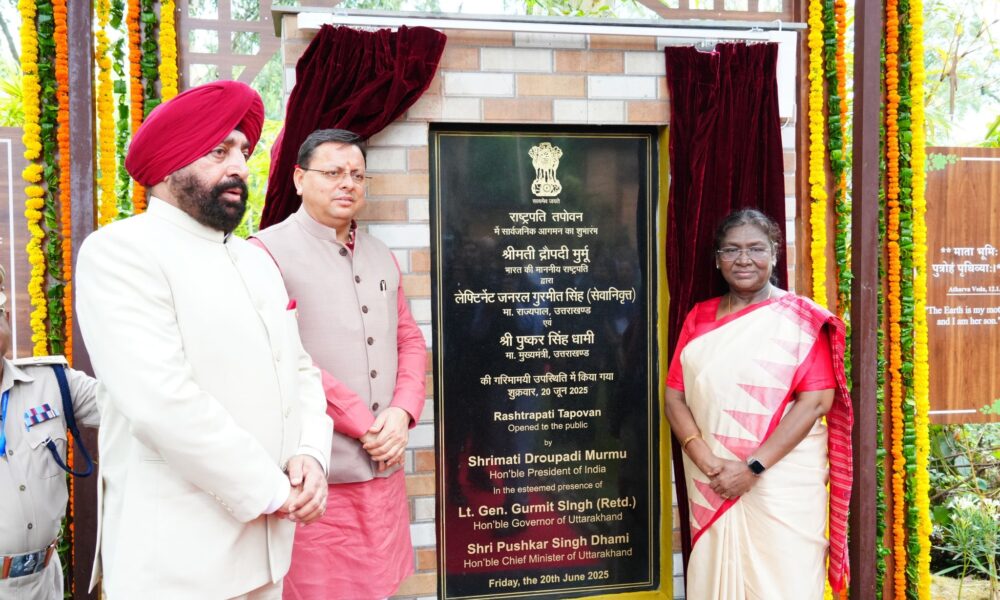 सत्यमेव जयते
राष्ट्रपति तपोवन
में सार्वजनिक आगमन का शुभारंभ
श्रीमती द्रौपदी मुर्मू
भारत की माननीय राष्ट्रपति
द्वारा
लेफ्टिनेंट जनरल गुरमीत सिंह (सेवानिवृत्त)
मा. राज्यपाल, उत्तराखण्ड
एवं
श्री पुष्कर सिंह धामी
मा. मुख्यमंत्री, उत्तराखण्ड
की गरिमामयी उपस्थिति में किया गया
शुक्रवार, 20 जून 2025
Rashtrapati Tapovan
Opened to the public
by
Shrimati Droupadi Murmu
Hon'ble President of India
In the esteemed presence of
Lt. Gen. Gurmit SIngh (Retd.)
Hon'ble Governor of Uttarakhand
Shri Pushkar Singh Dhami
Hon'ble Chief Minister of Uttarakhand
Friday, the 20th June 2025
** माता भूमि:
पुत्रोहं पृथिव्या:।
Atharva Veda, 12.1.
"The Earth is my mot
and I am her son."